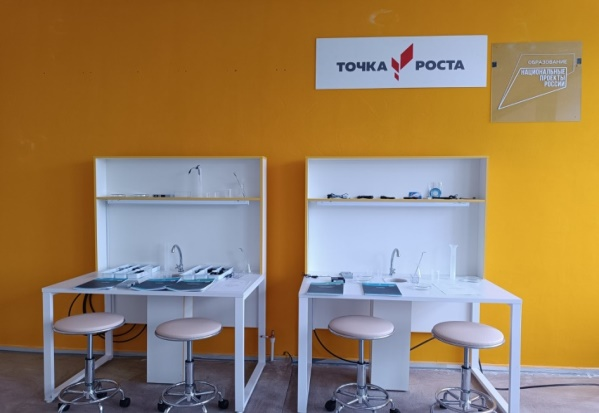 ТОЧКА РОСТА
ОБРАЗОВАНИЕ
НАЦИОНАЛЬНЫЕ
ПРОЕКТЫ
РОССИИ